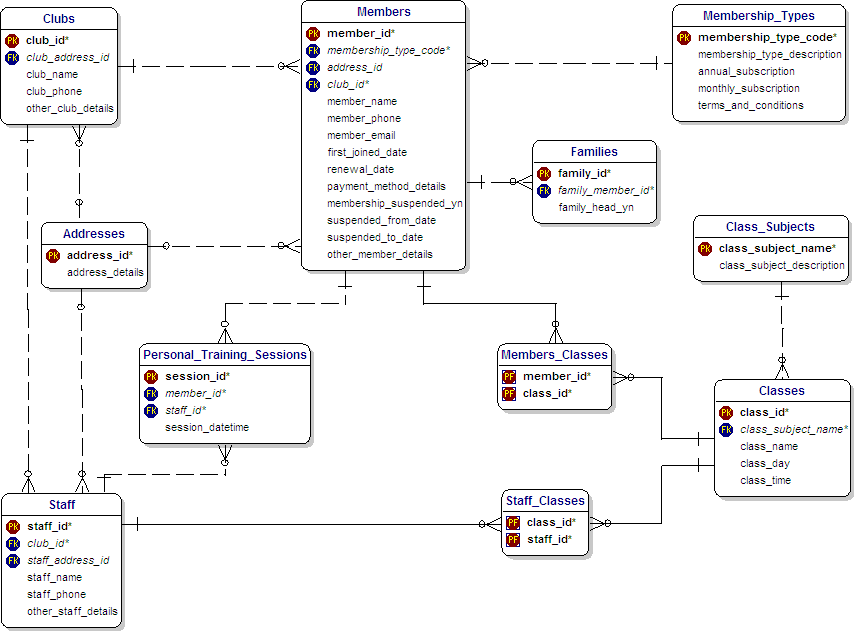 Clubs
PK club_id*
FK club_address_id
club_name
club_phone
other_club_details
Members
PK member_id*
FK membership_type_code*
FK address_id
FK club_id*
member_name
member_phone
member_email
first_joined_date
renewal_date
payment_method_details
membership_suspended_yn
suspended_from_date
suspended_to_date
other_member_details
Membership_Types
PK membership_type_code*
membership_type_description
annual_subscription
monthly_subscription
terms_and_conditions
Families
PK family_id*
FK family_member_id*
family_head_yn
Addresses
PK address_id*
address_details
Class_Subjects
PK class_subject_name*
class_subject_description
Personal_Training_Sessions
PK session_id*
FK member_id*
FK staff_id*
session_datetime
Members_Classes
PF member_id*
PF class_id*
Classes
PK class_id*
FK class_subject_name*
class_name
class_day
class_time
Staff
PK staff_id*
FK club_id*
FK staff_address_id
staff_name
staff_phone
other_staff_details
Staff_Classes
PF class_id*
PF staff_id*